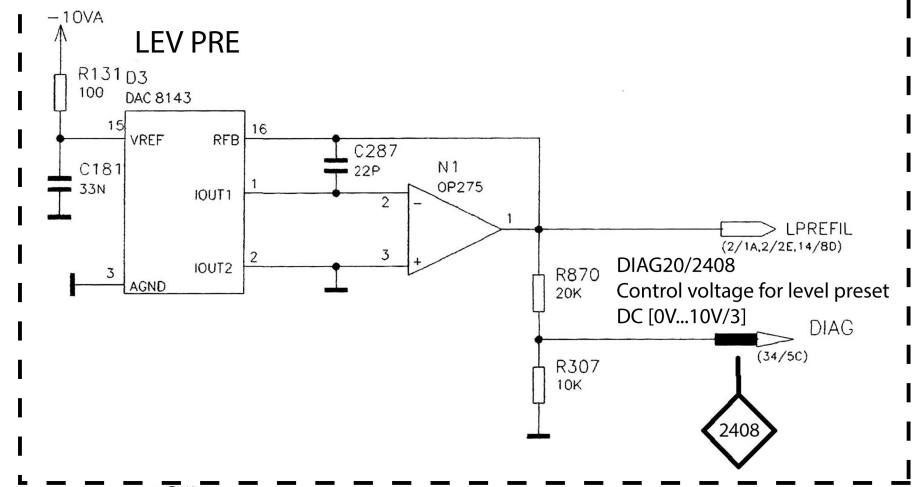 -10VA
LEV PRE
R131
100
D3
DAC 8143
15
VREF
RFB
16
C181
33N
C287
22P
N1
OP275
IOUT1
1
2
-
1
LPREFIL
(2/1A,2/2E,14/8D)
IOUT2
2
3
+
3
AGND
R870
20K
DIAG20/2408
Control voltage for level preset
DC [0V...10V/3]
DIAG
(34/5C)
R307
10K
2408